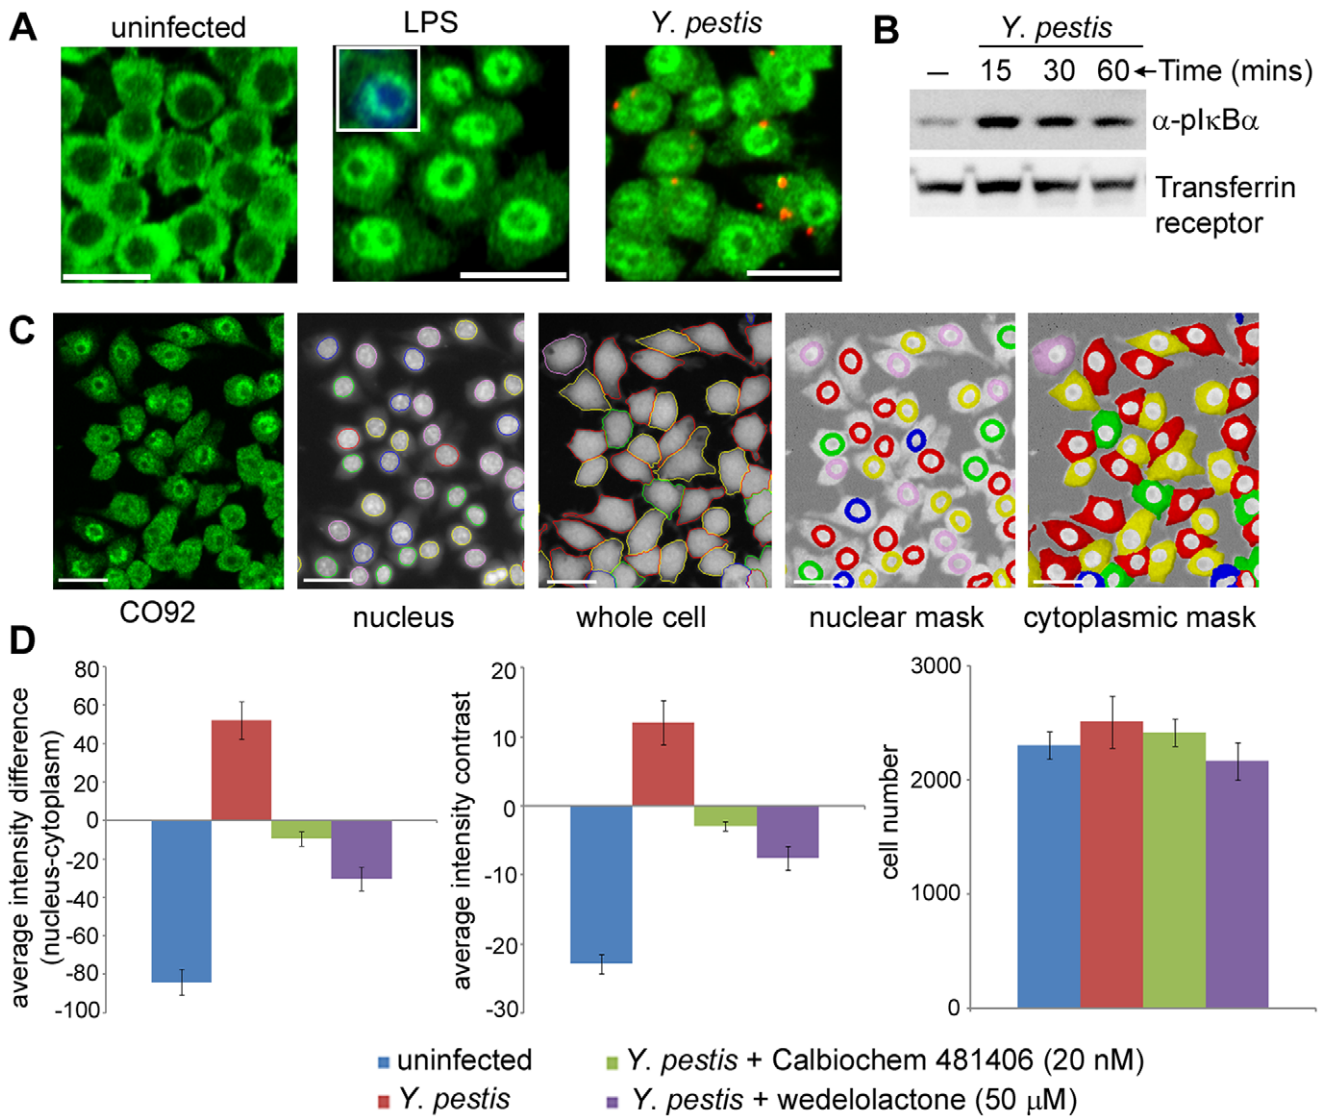 A
uninfected
LPS
Y. pestis
B
Y. pestis
– 15 30 60 ←Time (mins)
α-pIκBα
Transferrin
receptor
C
CO92
nucleus
whole cell
nuclear mask
cytoplasmic mask
D
average intensity difference
(nucleus-cytoplasm)
80
60
40
20
0
-20
-40
-60
-80
-100
average intensity contrast
20
10
0
-10
-20
-30
cell number
3000
2000
1000
0
uninfected
Y. pestis
Y. pestis + Calbiochem 481406 (20 nM)
Y. pestis + wedelolactone (50 μM)